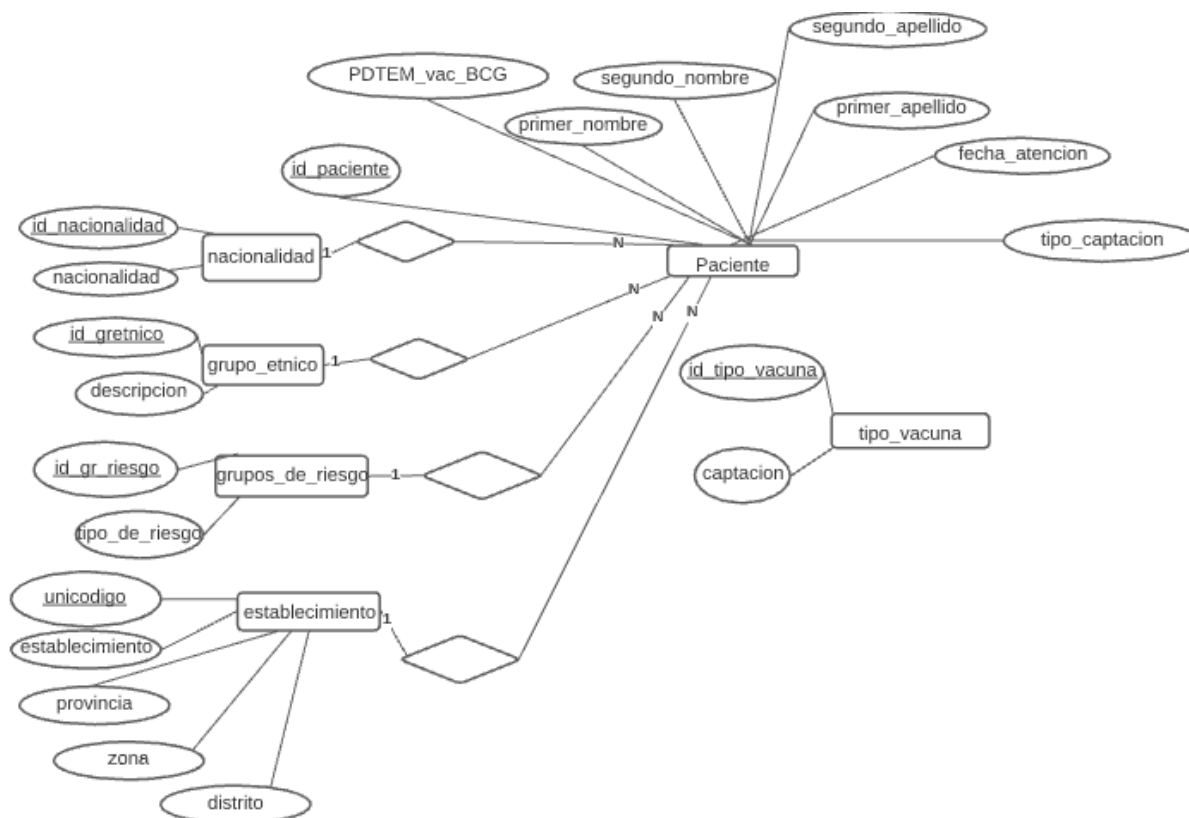 segundo_apellido
PDTEM_vac_BCG
segundo_nombre
primer_apellido
primer_nombre
fecha_atencion
id_paciente
id_nacionalidad
tipo_captacion
nacionalidad
1
N
Paciente
nacionalidad
N
N
N
id_gretnico
grupo_etnico
1
id_tipo_vacuna
descripcion
tipo_vacuna
id_gr_riesgo
grupos_de_riesgo
1
captacion
tipo_de_riesgo
unicodigo
establecimiento
1
establecimiento
provincia
zona
distrito